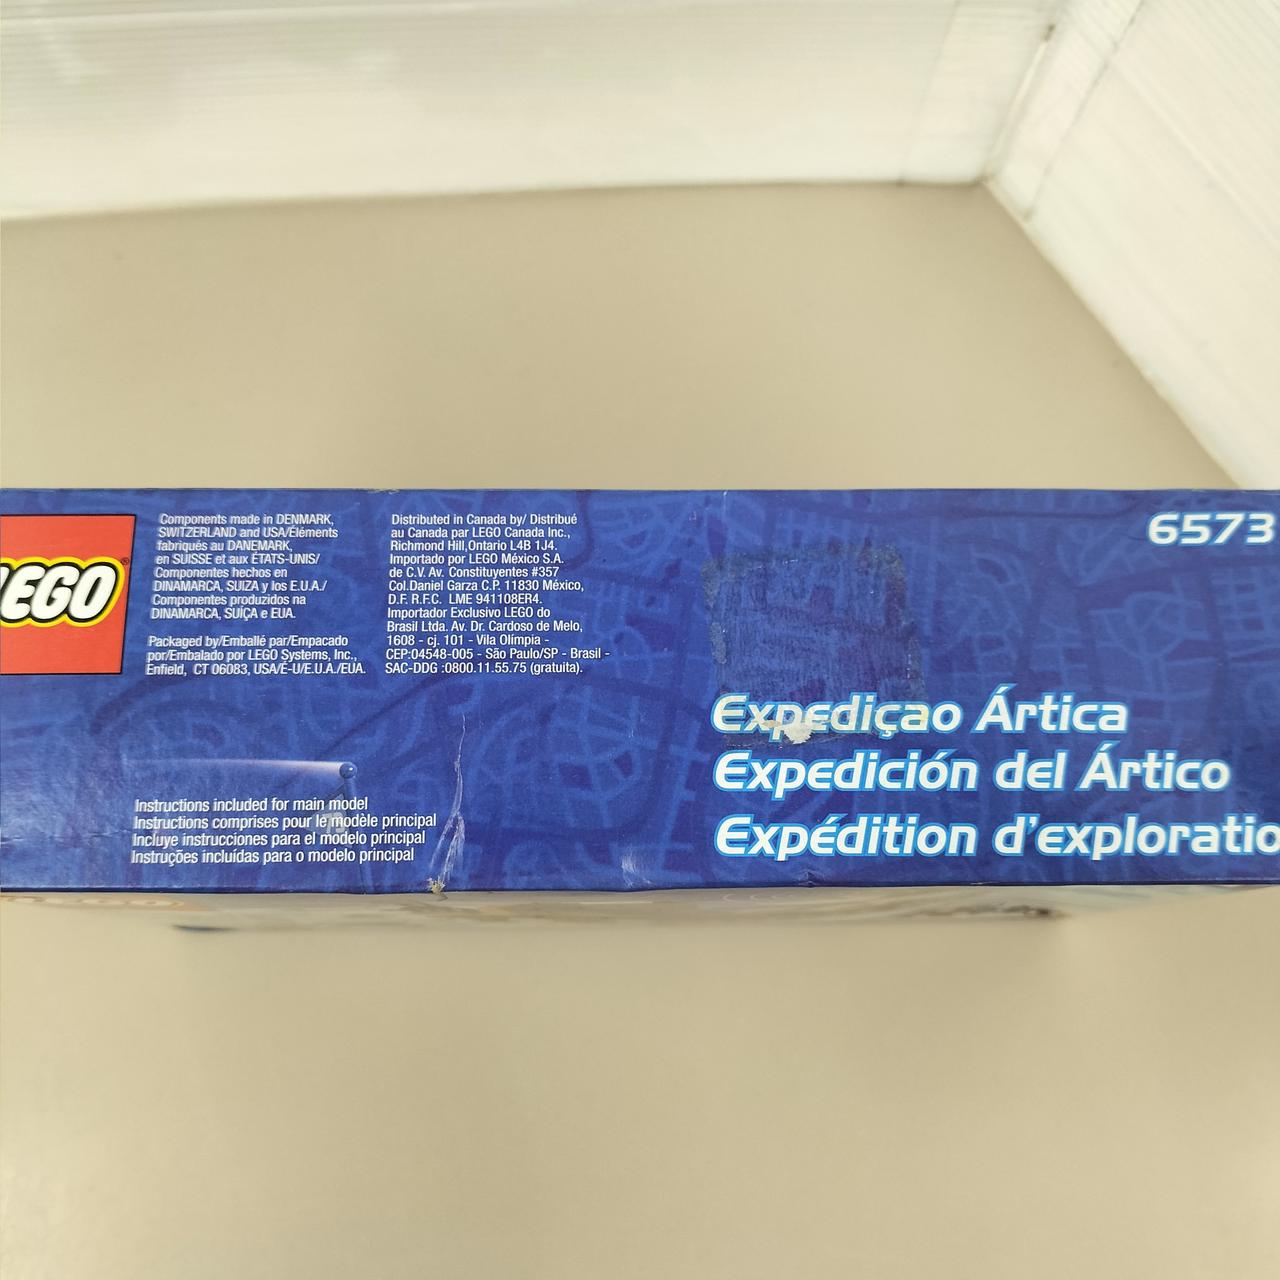 LEGO®
Components made in DENMARK,
SWITZERLAND and USA/Éléments
fabriqués au DANEMARK,
en SUISSE et aux ÉTATS-UNIS/
Componentes hechos en
DINAMARCA, SUIZA y los E.U.A./
Componentes produzidos na
DINAMARCA, SUIÇA e EUA.
Packaged by/Emballé par/Empacado
por/Embalado por LEGO Systems, Inc.,
Enfield, CT 06083, USA/É-U/E.U.A./EUA.
Distributed in Canada by/ Distribué
au Canada par LEGO Canada Inc.,
Richmond Hill,Ontario L4B 1J4.
Importado por LEGO México S.A.
de C.V. Av. Constituyentes #357
Col.Daniel Garza C.P. 11830 México,
D.F. R.F.C. LME 941108ER4.
Importador Exclusivo LEGO do
Brasil Ltda. Av. Dr. Cardoso de Melo,
1608 - cj. 101 - Vila Olímpia -
CEP:04548-005 - São Paulo/SP - Brasil -
SAC-DDG :0800.11.55.75 (gratuita).
Instructions included for main model
Instructions comprises pour le modèle principal
Incluye instrucciones para el modelo principal
Instruções incluídas para o modelo principal
6573
Expediçao Ártica
Expedición del Ártico
Expédition d'exploratio